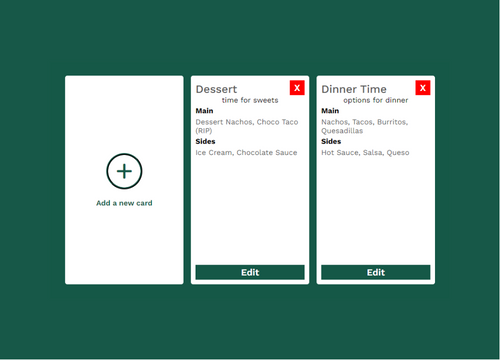 Add a new card
Dessert
X
time for sweets
Main
Dessert Nachos, Choco Taco
(RIP)
Sides
Ice Cream, Chocolate Sauce
Edit
Dinner Time
X
options for dinner
Main
Nachos, Tacos, Burritos,
Quesadillas
Sides
Hot Sauce, Salsa, Queso
Edit